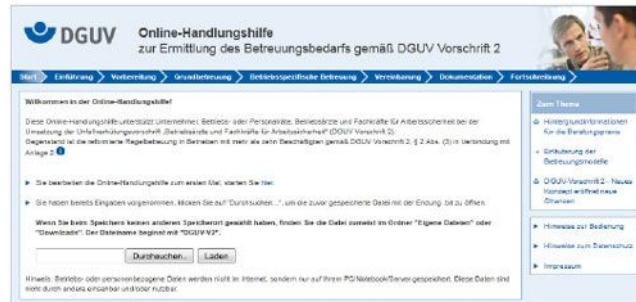 DGUV
Online-Handlungshilfe
zur Ermittlung des Betreuungsbedarfs gemäß DGUV Vorschrift 2
Start Einführung Vorbereitung Grundbetreuung Betriebsspezifische Betreuung Vereinbarung Dokumentation Fortschreibung
Willkommen in der Online-Handlungshilfe!
Diese Online-Handlungshilfe unterstützt Unternehmer, Betriebs- oder Personalräte, Betriebsärzte und Fachkräfte für Arbeitssicherheit bei der
Umsetzung der Unfallverhütungsvorschrift „Betriebsärzte und Fachkräfte für Arbeitssicherheit" (DGUV Vorschrift 2).
Gegenstand ist die reformierte Regelbetreuung in Betrieben mit mehr als zehn Beschäftigten gemäß DGUV Vorschrift 2, § 2 Abs. (3) in Verbindung mit
Anlage 2.
Sie bearbeiten die Online-Handlungshilfe zum ersten Mal, starten Sie hier.
Sie haben bereits Eingaben vorgenommen, klicken Sie auf "Durchsuchen...", um die zuvor gespeicherte Datei mit der Endung .txt zu öffnen.
Wenn Sie beim Speichern keinen anderen Speicherort gewählt haben, finden Sie die Datei zumeist im Ordner "Eigene Dateien" oder
"Downloads". Der Dateiname beginnt mit "DGUV-V2".
Durchsuchen... Laden
Hinweis: Betriebs- oder personenbezogene Daten werden nicht im Internet, sondern nur auf Ihrem PC/Notebook/Server gespeichert. Diese Daten sind
nicht durch andere einsehbar und/oder nutzbar.
Zum Thema
Hintergrundinformationen
für die Beratungspraxis
Erläuterung der
Betreuungsmodelle
DGUV-Vorschrift 2 - Neues
Konzept eröffnet neue
Chancen
Hinweise zur Bedienung
Hinweise zum Datenschutz
Impressum